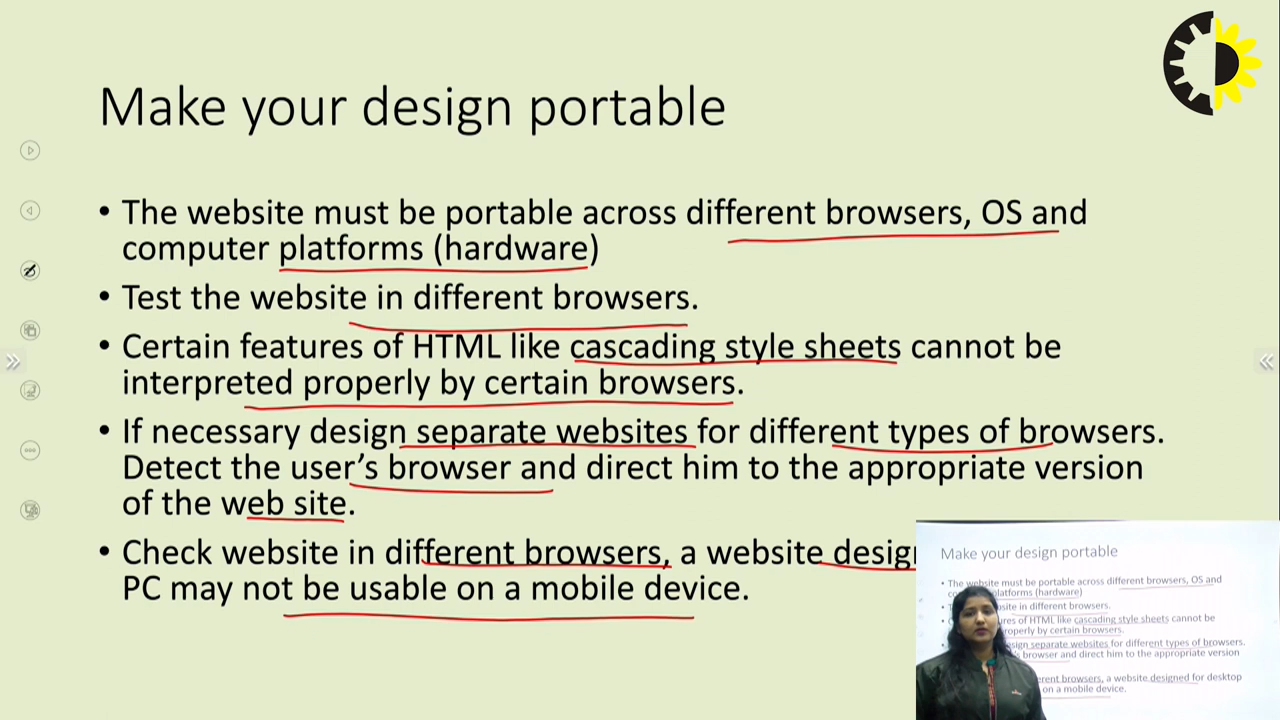 Make your design portable
• The website must be portable across different browsers, OS and
computer platforms (hardware)
• Test the website in different browsers.
• Certain features of HTML like cascading style sheets cannot be
interpreted properly by certain browsers.
• If necessary design separate websites for different types of browsers.
Detect the user's browser and direct him to the appropriate version
of the web site.
• Check website in different browsers, a website
PC may not be usable on a mobile device.
Make your design portable
• The website must be portable across different browsers, OS and
platforms (hardware)
in different browsers.
of HTML like cascading style sheets cannot be
properly by certain browsers.
separate websites for different types of browsers.
browser and direct him to the appropriate version
browsers, a website designed for desktop
on a mobile device.